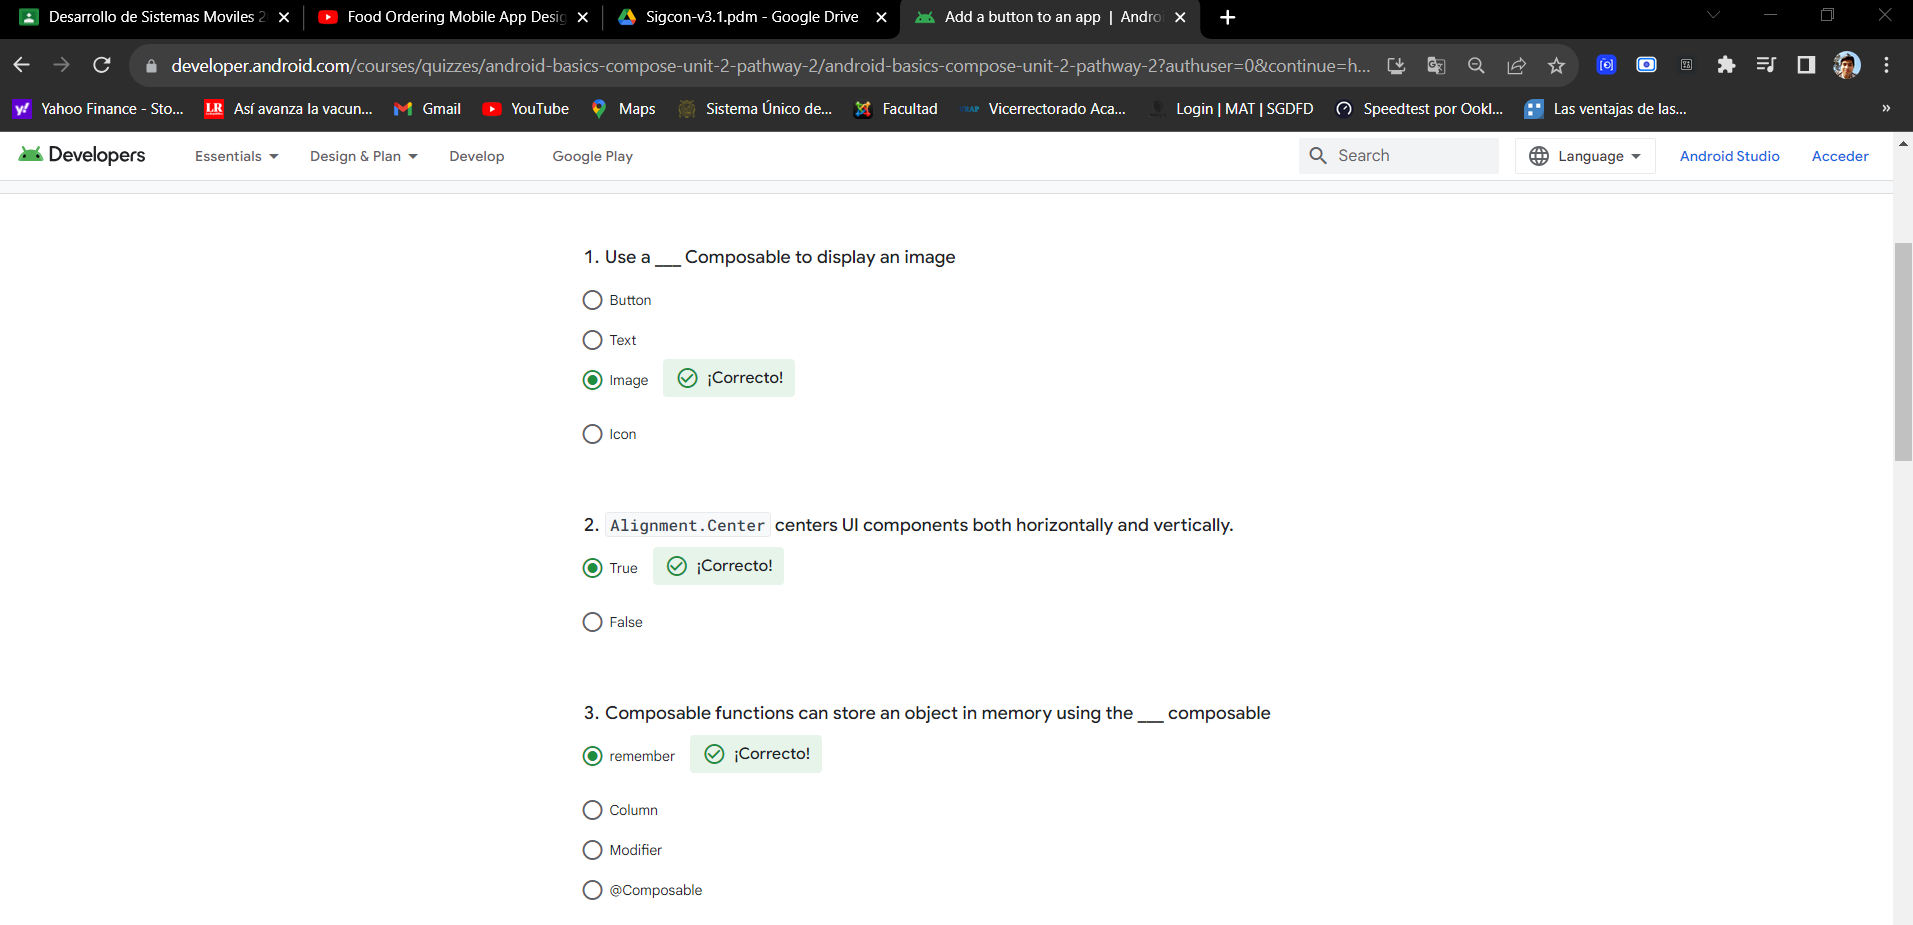 Desarrollo de Sistemas Moviles 2
Food Ordering Mobile App Desig
Sigcon-v3.1.pdm - Google Drive
Add a button to an app | Androi
developer.android.com/courses/quizzes/android-basics-compose-unit-2-pathway-2/android-basics-compose-unit-2-pathway-2?authuser=0&continue=h...
Yahoo Finance - Sto...
LR Así avanza la vacun...
Gmail
YouTube
Maps
Sistema Único de...
Facultad
Vicerrectorado Aca...
Login | MAT | SGDFD
Speedtest por Ookl...
Las ventajas de las...
»
Developers
Essentials
Design & Plan
Develop
Google Play
Search
Language
Android Studio
Acceder
1. Use a ___ Composable to display an image
Button
Text
Image ¡Correcto!
Icon
2. Alignment.Center centers UI components both horizontally and vertically.
True ¡Correcto!
False
3. Composable functions can store an object in memory using the ___ composable
remember ¡Correcto!
Column
Modifier
@Composable